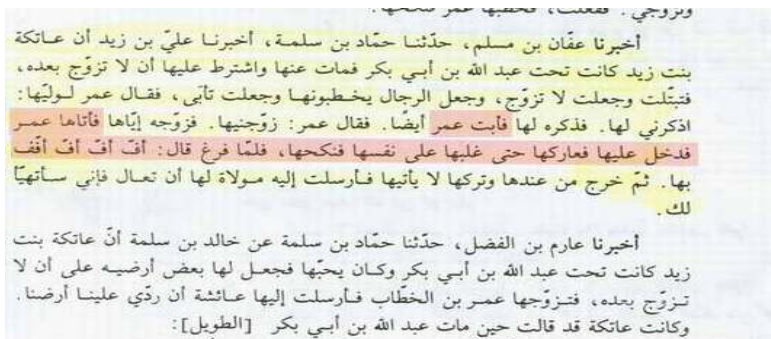 وتزوجي. ففعلت، فخطبها عمر فنكحها.
أخبرنا عفّان بن مسلم، حدّثنا حمّاد بن سلمة، أخبرنا عليّ بن زيد أن عاتكة
بنت زيد كانت تحت عبد الله بن أبي بكر فمات عنها واشترط عليها أن لا تزوّج بعده،
فتبتّلت وجعلت لا تزوّج، وجعل الرجال يخطبونها وجعلت تأبّى، فقال عمر لوليّها:
اذكرني لها. فذكره لها فأبت عمر أيضًا. فقال عمر: زوّجنيها. فزوّجه إيّاها فأتاها عمر
فدخل عليها فعاركها حتى غلبها على نفسها فنكحها، فلمّا فرغ قال: أفّ أفّ أفّ أفّف
بها. ثمّ خرج من عندها وتركها لا يأتيها فأرسلت إليه مولاة لها أن تعال فإني سأتهيّأ
لك.
أخبرنا عارم بن الفضل، حدّثنا حمّاد بن سلمة عن خالد بن سلمة أنّ عاتكة بنت
زيد كانت تحت عبد الله بن أبي بكر وكان يحبّها فجعل لها بعض أرضيه على أن لا
تزوّج بعده، فتزوّجها عمر بن الخطّاب فأرسلت إليها عائشة أن ردّي علينا أرضنا.
وكانت عاتكة قد قالت حين مات عبد الله بن أبي بكر [الطويل]: